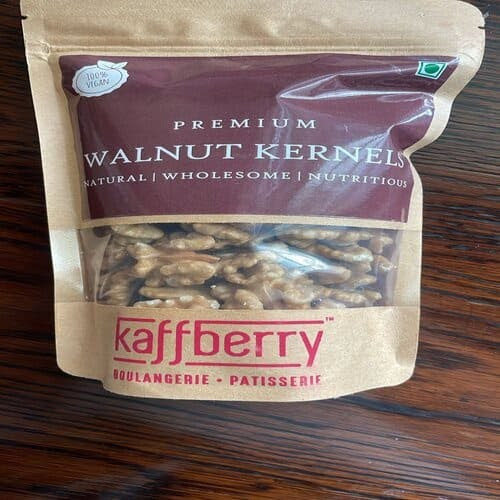 100%
VEGAN
PREMIUM
WALNUT KERNELS
NATURAL | WHOLESOME | NUTRITIOUS
kaffberry™
BOULANGERIE • PATISSERIE